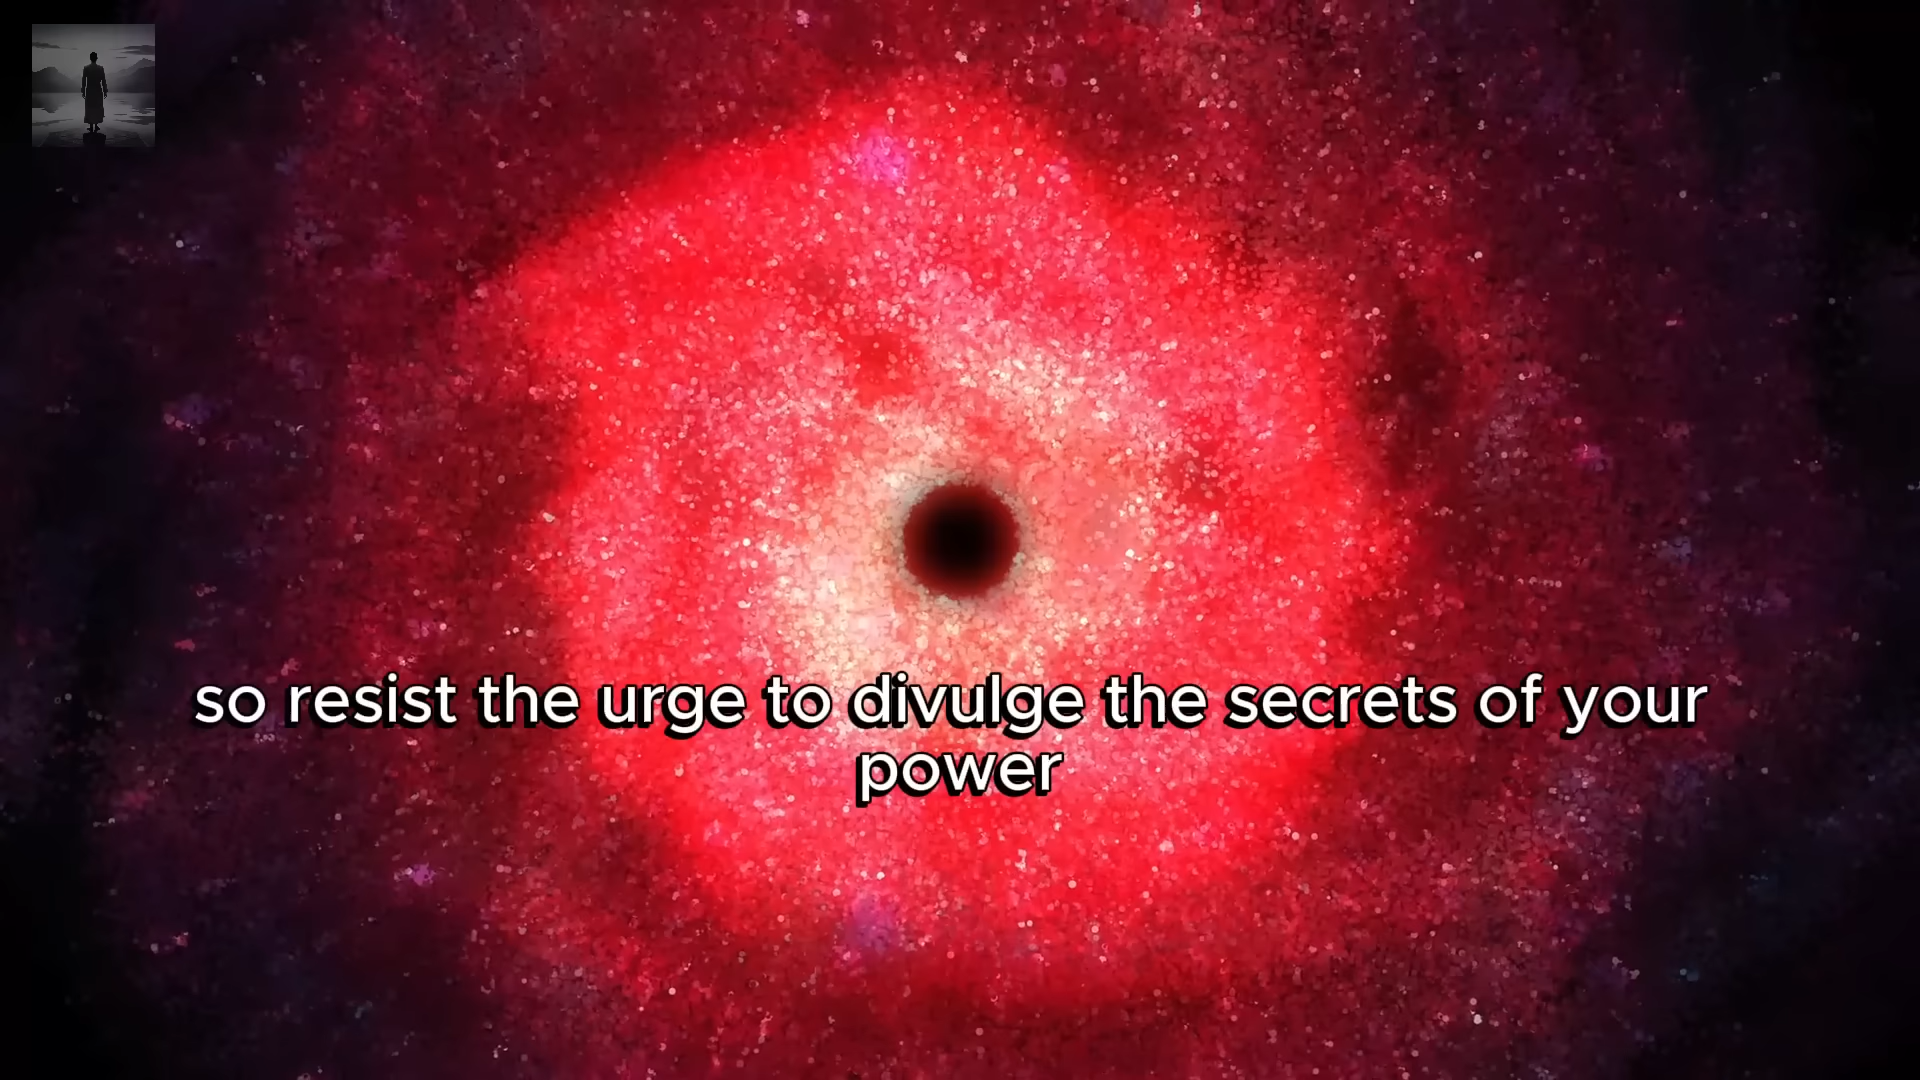 so resist the urge to divulge the secrets of your
power